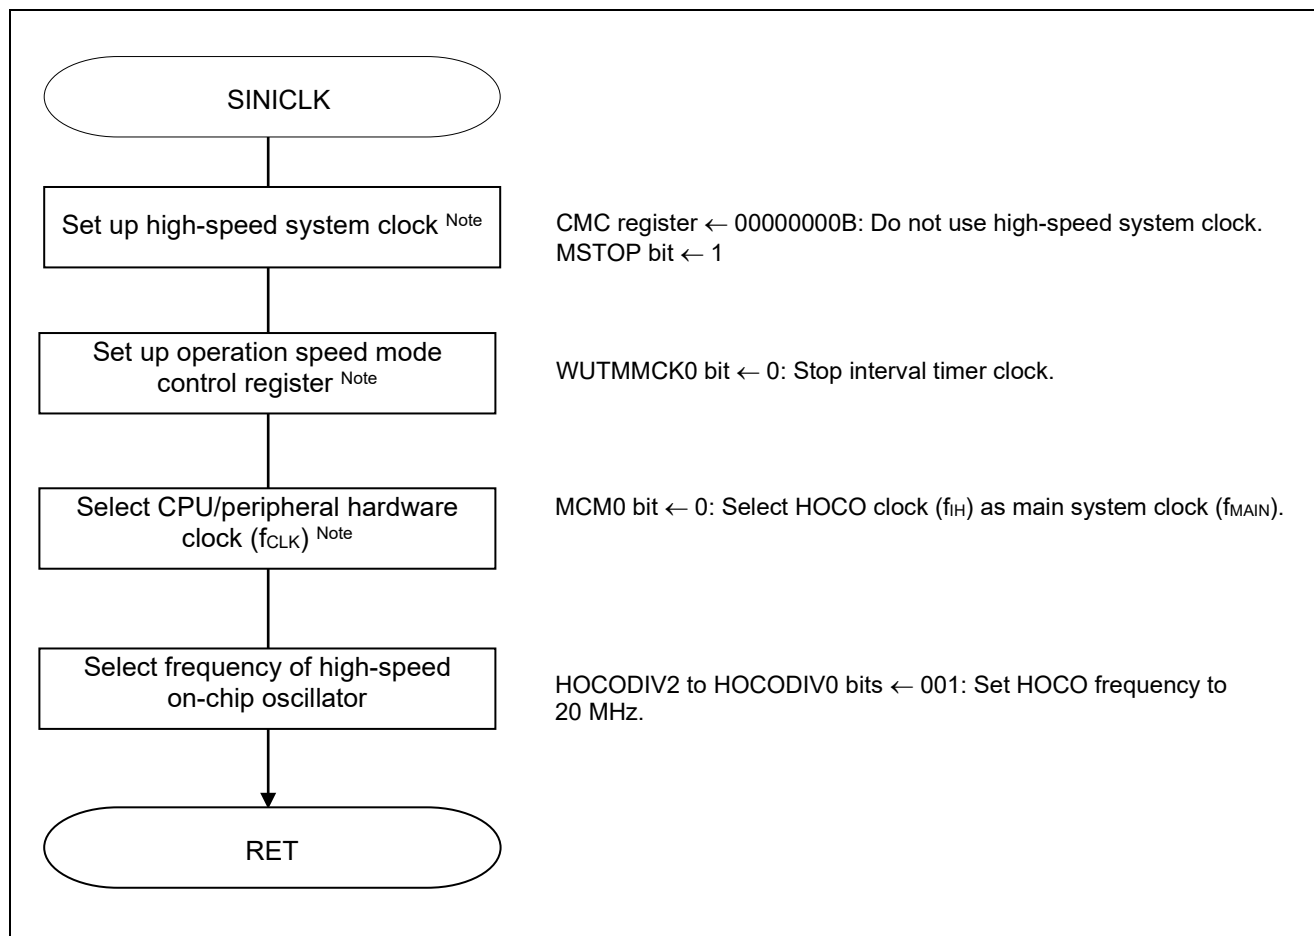 SINICLK
Set up high-speed system clock Note
CMC register ← 00000000B: Do not use high-speed system clock.
MSTOP bit ← 1
Set up operation speed mode
control register Note
WUTMMCK0 bit ← 0: Stop interval timer clock.
Select CPU/peripheral hardware
clock (fCLK) Note
MCM0 bit ← 0: Select HOCO clock (fIH) as main system clock (fMAIN).
Select frequency of high-speed
on-chip oscillator
HOCODIV2 to HOCODIV0 bits ← 001: Set HOCO frequency to
20 MHz.
RET